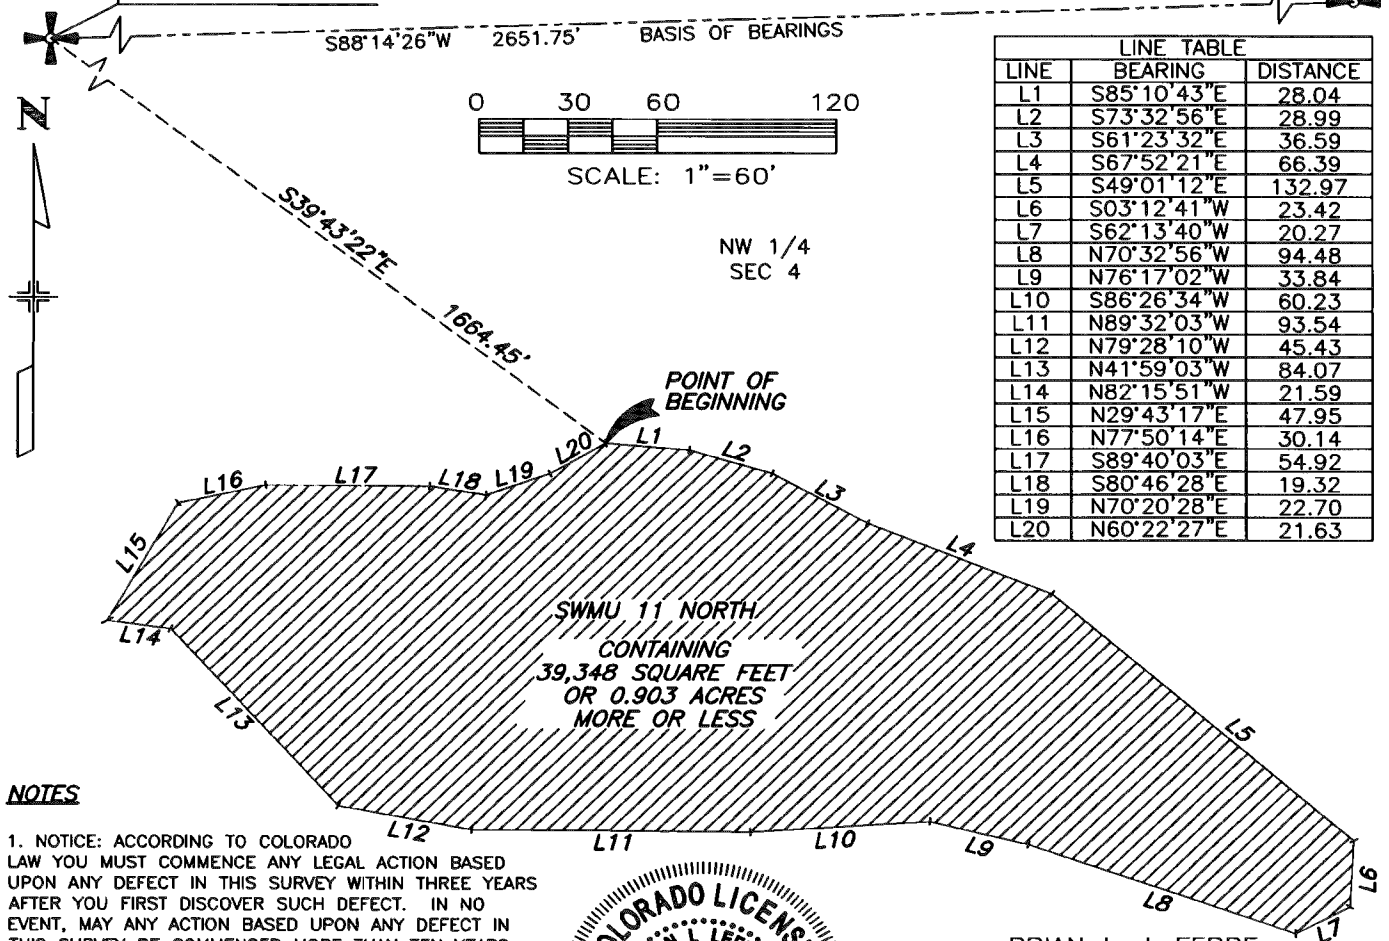 S88°14'26"W 2651.75' BASIS OF BEARINGS
N
0 30 60 120
SCALE: 1"=60'
NW 1/4
SEC 4
S39°43'22"E
1664.45'
POINT OF
BEGINNING
LINE TABLE
LINE BEARING DISTANCE
L1 S85°10'43"E 28.04
L2 S73°32'56"E 28.99
L3 S61°23'32"E 36.59
L4 S67°52'21"E 66.39
L5 S49°01'12"E 132.97
L6 S03°12'41"W 23.42
L7 S62°13'40"W 20.27
L8 N70°32'56"W 94.48
L9 N76°17'02"W 33.84
L10 S86°26'34"W 60.23
L11 N89°32'03"W 93.54
L12 N79°28'10"W 45.43
L13 N41°59'03"W 84.07
L14 N82°15'51"W 21.59
L15 N29°43'17"E 47.95
L16 N77°50'14"E 30.14
L17 S89°40'03"E 54.92
L18 S80°46'28"E 19.32
L19 N70°20'28"E 22.70
L20 N60°22'27"E 21.63
L20
L1
L2
L3
L4
L16
L17
L18
L19
L15
L14
L13
L12
L11
L10
L9
L8
L7
L6
L5
SWMU 11 NORTH
CONTAINING
39,348 SQUARE FEET
OR 0.903 ACRES
MORE OR LESS
NOTES
1. NOTICE: ACCORDING TO COLORADO
LAW YOU MUST COMMENCE ANY LEGAL ACTION BASED
UPON ANY DEFECT IN THIS SURVEY WITHIN THREE YEARS
AFTER YOU FIRST DISCOVER SUCH DEFECT. IN NO
EVENT, MAY ANY ACTION BASED UPON ANY DEFECT IN
THIS SURVEY BE COMMENCED MORE THAN TEN YEARS
COLORADO LICENS
L.